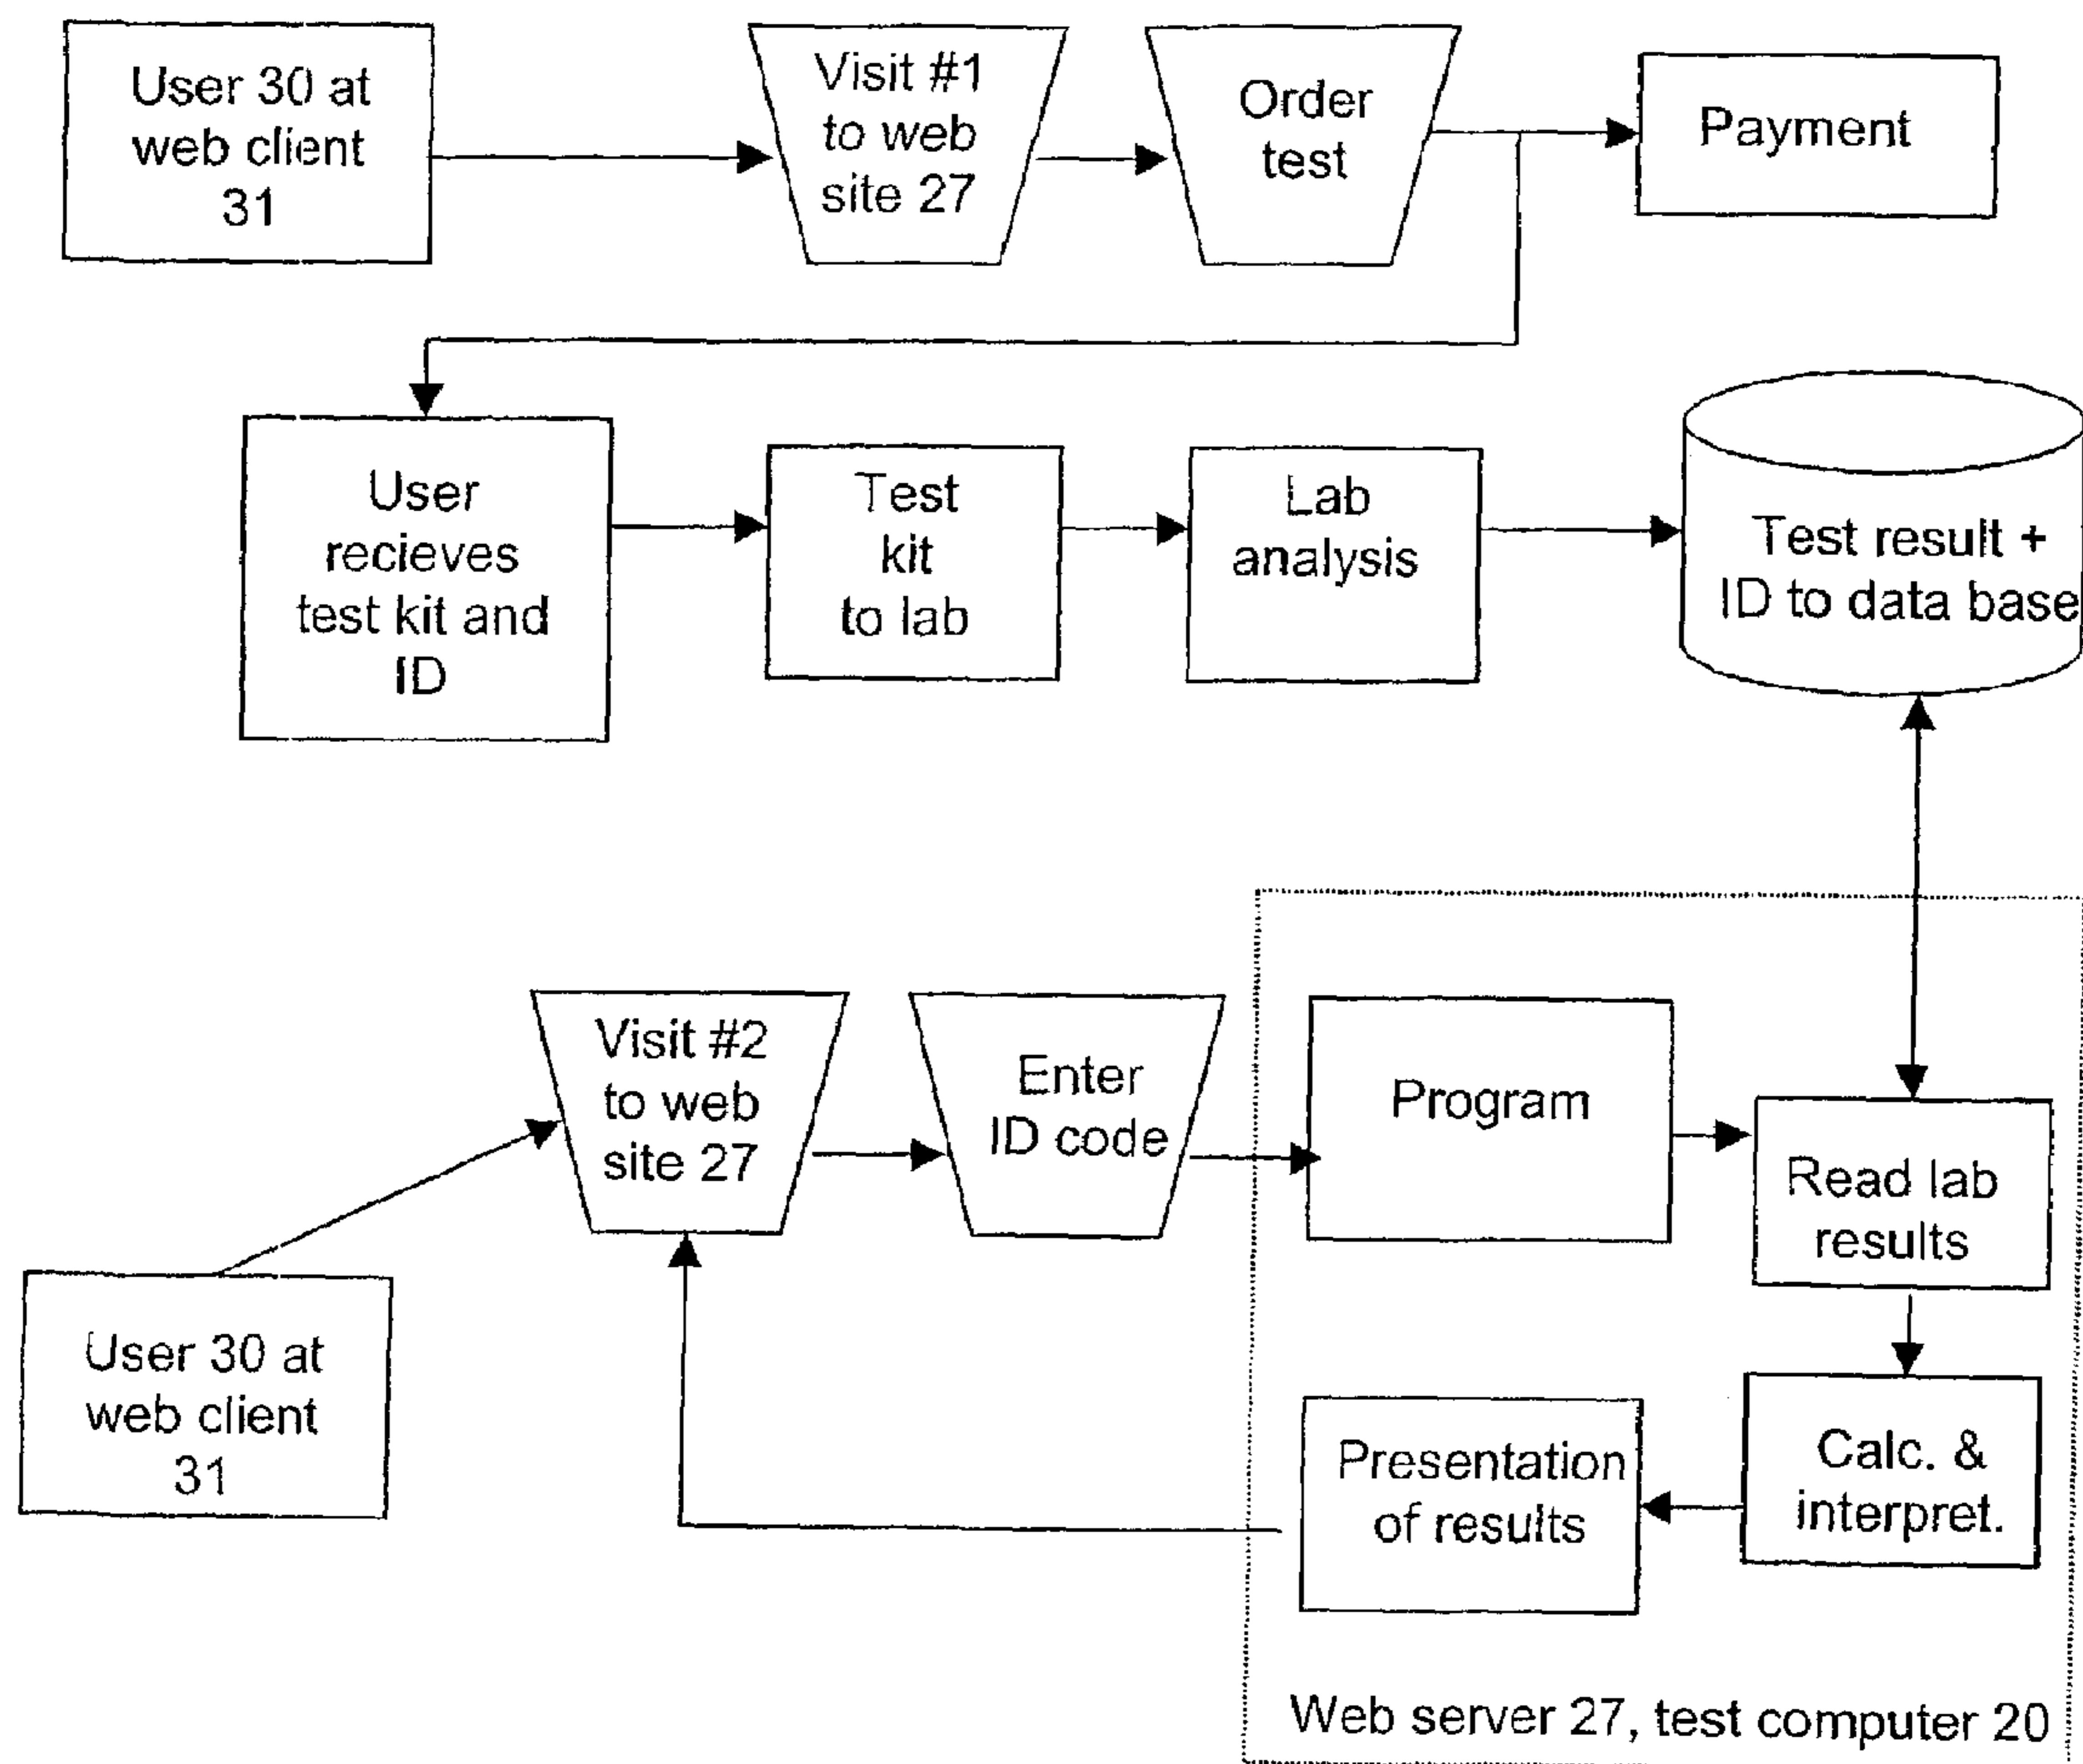 User 30 at
web client
31
Visit #1
to web
site 27
Order
test
Payment
User
recieves
test kit and
ID
Test
kit
to lab
Lab
analysis
Test result +
ID to data base
Visit #2
to web
site 27
Enter
ID code
Program
Read lab
results
User 30 at
web client
31
Presentation
of results
Calc. &
interpret.
Web server 27, test computer 20